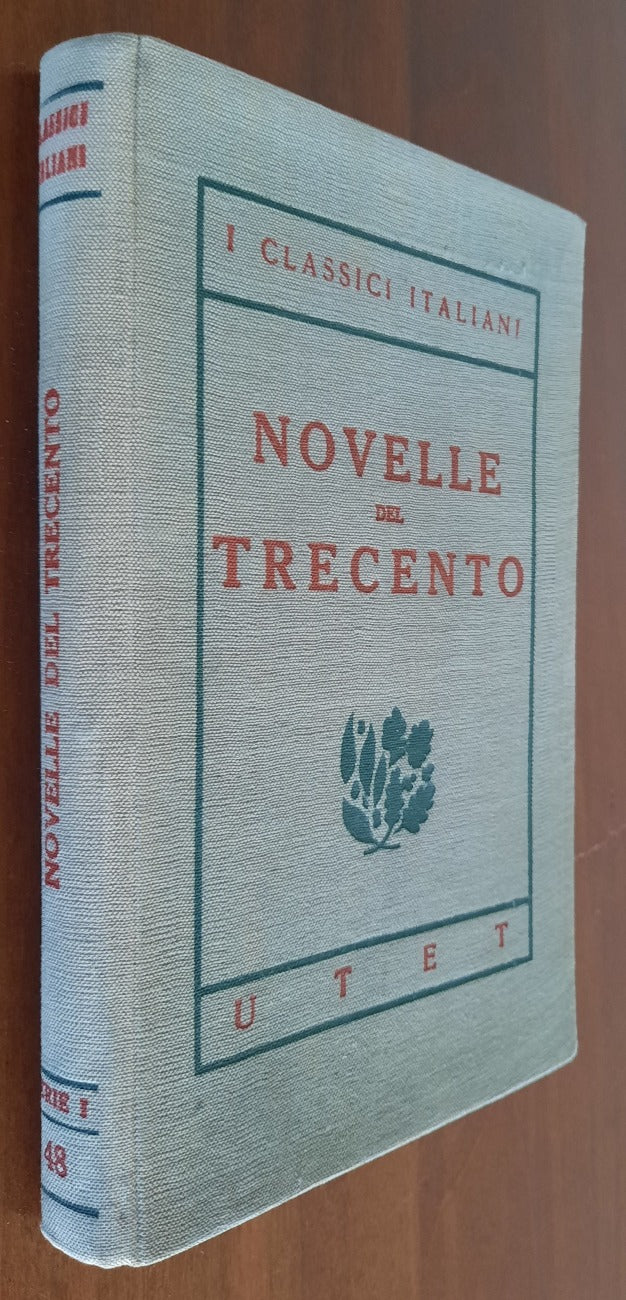 CLASSICI
ITALIANI
NOVELLE DEL TRECENTO
SERIE I
48
I CLASSICI ITALIANI
NOVELLE
DEL
TRECENTO
UTET